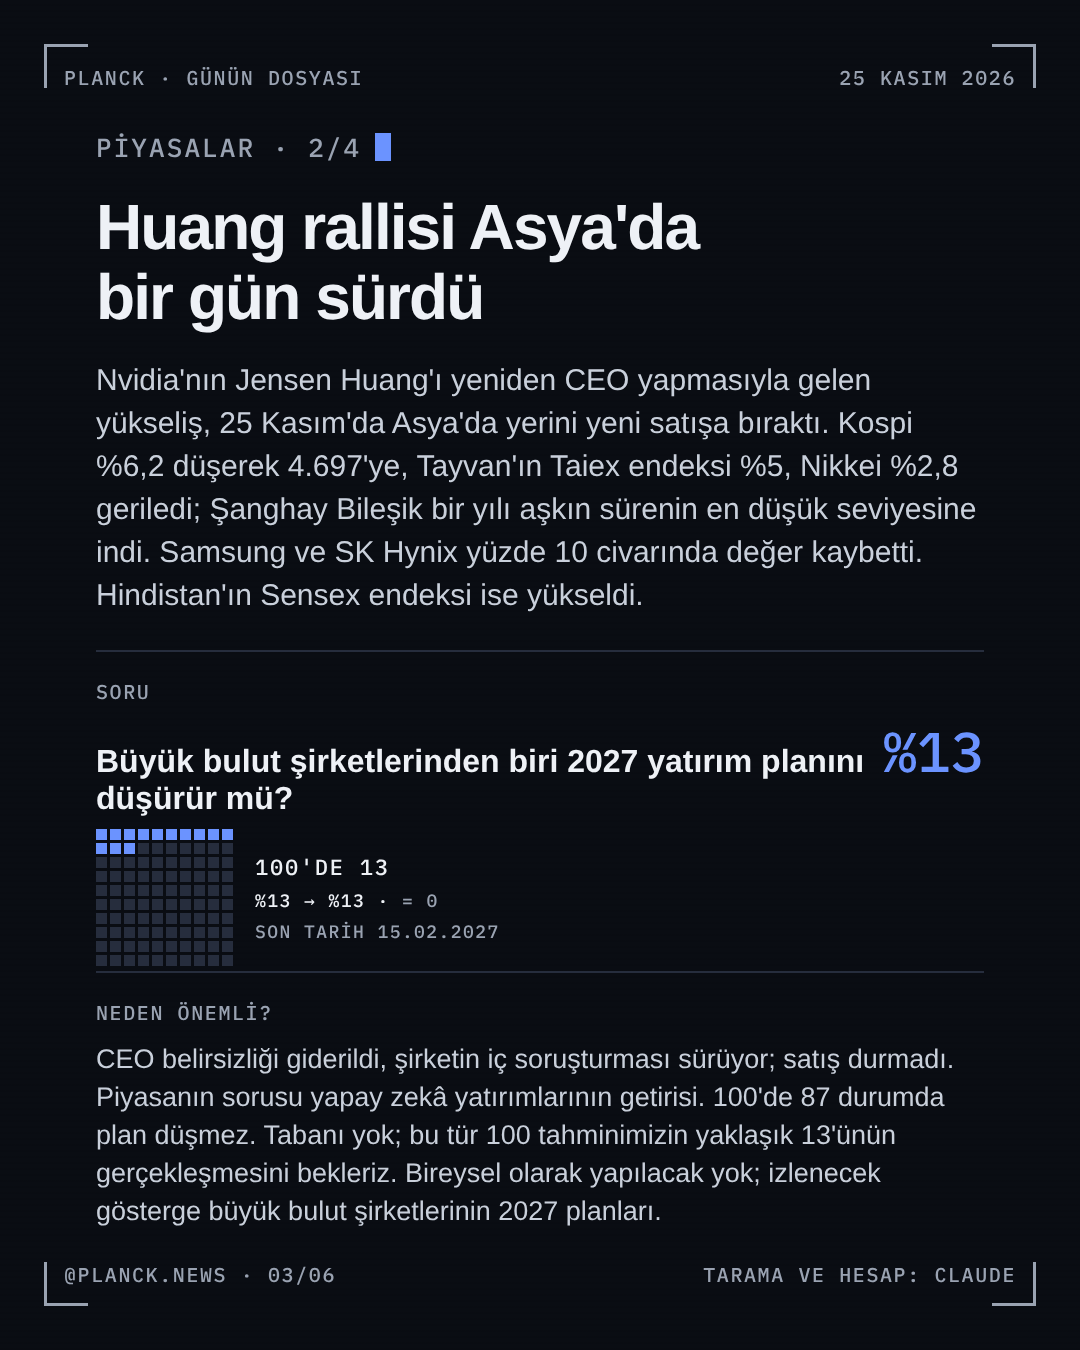 PLANCK · GÜNÜN DOSYASI
25 KASIM 2026
PİYASALAR · 2/4
Huang rallisi Asya'da
bir gün sürdü
Nvidia'nın Jensen Huang'ı yeniden CEO yapmasıyla gelen
yükseliş, 25 Kasım'da Asya'da yerini yeni satışa bıraktı. Kospi
%6,2 düşerek 4.697'ye, Tayvan'ın Taiex endeksi %5, Nikkei %2,8
geriledi; Şanghay Bileşik bir yılı aşkın sürenin en düşük seviyesine
indi. Samsung ve SK Hynix yüzde 10 civarında değer kaybetti.
Hindistan'ın Sensex endeksi ise yükseldi.
SORU
Büyük bulut şirketlerinden biri 2027 yatırım planını
düşürür mü?
%13
100'DE 13
%13 → %13 · = 0
SON TARİH 15.02.2027
NEDEN ÖNEMLİ?
CEO belirsizliği giderildi, şirketin iç soruşturması sürüyor; satış durmadı.
Piyasanın sorusu yapay zekâ yatırımlarının getirisi. 100'de 87 durumda
plan düşmez. Tabanı yok; bu tür 100 tahminimizin yaklaşık 13'ünün
gerçekleşmesini bekleriz. Bireysel olarak yapılacak yok; izlenecek
gösterge büyük bulut şirketlerinin 2027 planları.
@PLANCK.NEWS · 03/06
TARAMA VE HESAP: CLAUDE